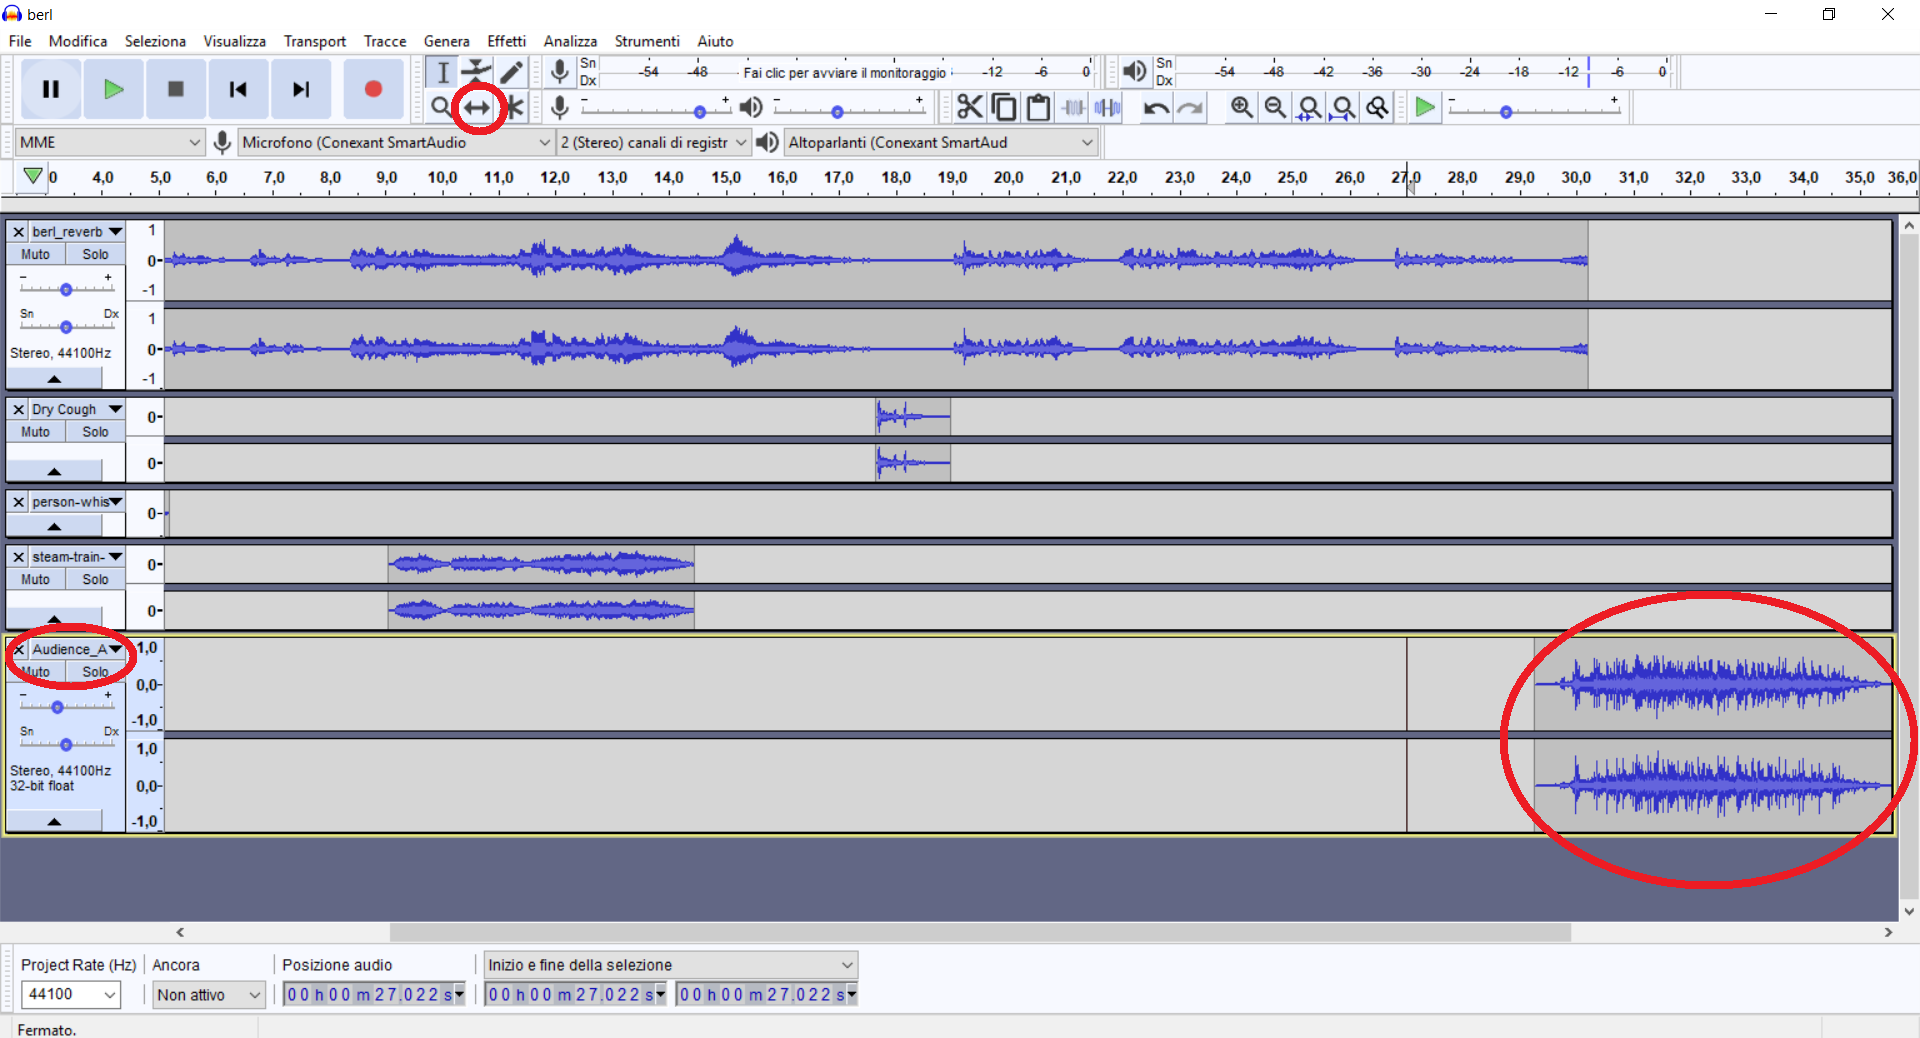 berl
File Modifica Seleziona Visualizza Transport Tracce Genera Effetti Analizza Strumenti Aiuto
Sn
Dx
-54 -48 Fai clic per avviare il monitoraggio -12 -6 0
Sn
Dx
-54 -48 -42 -36 -30 -24 -18 -12 -6 0
- + - + - +
MME Microfono (Conexant SmartAudio 2 (Stereo) canali di registr Altoparlanti (Conexant SmartAud
0 4,0 5,0 6,0 7,0 8,0 9,0 10,0 11,0 12,0 13,0 14,0 15,0 16,0 17,0 18,0 19,0 20,0 21,0 22,0 23,0 24,0 25,0 26,0 27,0 28,0 29,0 30,0 31,0 32,0 33,0 34,0 35,0 36,0
berl_reverb 1
Muto Solo 0-
- + -1
Sn Dx 1
Stereo, 44100Hz 0-
-1
Dry Cough 0-
Muto Solo
0-
person-whis 0-
steam-train- 0-
Muto Solo
0-
Audience_A 1,0
Muto Solo 0,0-
- + -1,0
Sn Dx 1,0
Stereo, 44100Hz
32-bit float 0,0-
-1,0
Project Rate (Hz) Ancora Posizione audio Inizio e fine della selezione
44100 Non attivo 00 h 00 m 27.022 s 00 h 00 m 27.022 s 00 h 00 m 27.022 s
Fermato.